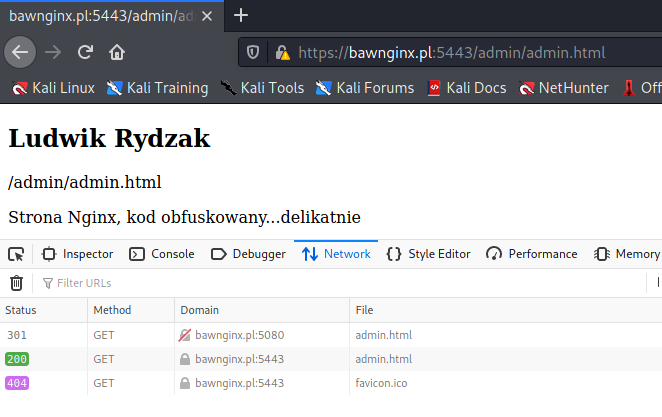 bawnginx.pl:5443/admin/ad
https://bawnginx.pl:5443/admin/admin.html
Kali Linux Kali Training Kali Tools Kali Forums Kali Docs NetHunter Off
Ludwik Rydzak
/admin/admin.html
Strona Nginx, kod obfuskowany...delikatnie
Inspector Console Debugger Network Style Editor Performance Memory
Filter URLs
Status Method Domain File
301 GET bawnginx.pl:5080 admin.html
200 GET bawnginx.pl:5443 admin.html
404 GET bawnginx.pl:5443 favicon.ico